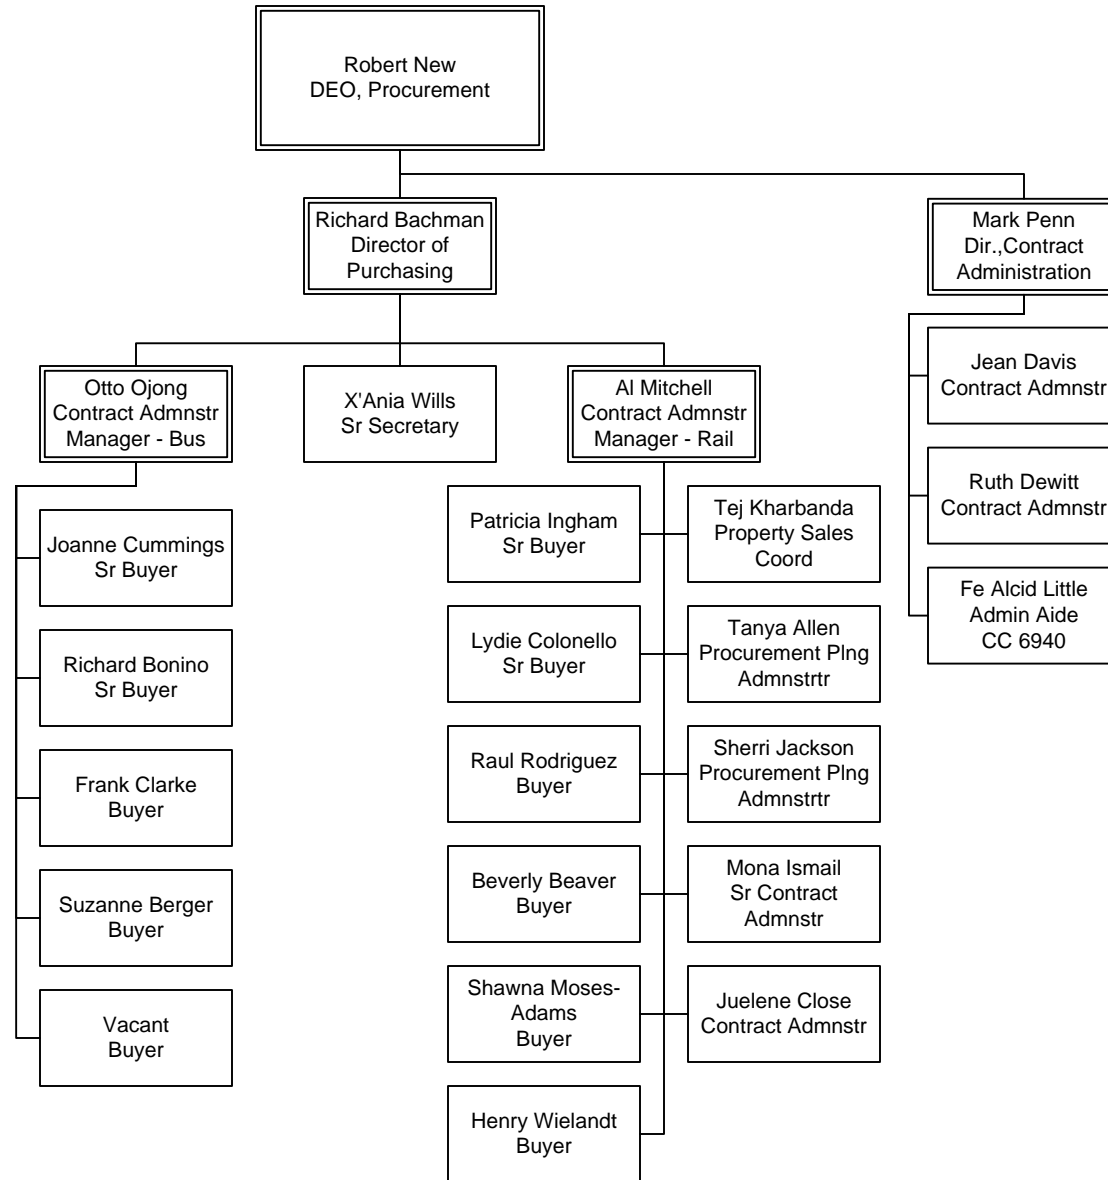 Robert New
DEO, Procurement
Richard Bachman
Director of
Purchasing
Mark Penn
Dir.,Contract
Administration
Otto Ojong
Contract Admnstr
Manager - Bus
X'Ania Wills
Sr Secretary
Al Mitchell
Contract Admnstr
Manager - Rail
Jean Davis
Contract Admnstr
Ruth Dewitt
Contract Admnstr
Fe Alcid Little
Admin Aide
CC 6940
Joanne Cummings
Sr Buyer
Richard Bonino
Sr Buyer
Frank Clarke
Buyer
Suzanne Berger
Buyer
Vacant
Buyer
Patricia Ingham
Sr Buyer
Tej Kharbanda
Property Sales
Coord
Lydie Colonello
Sr Buyer
Tanya Allen
Procurement Plng
Admnstrtr
Raul Rodriguez
Buyer
Sherri Jackson
Procurement Plng
Admnstrtr
Beverly Beaver
Buyer
Mona Ismail
Sr Contract
Admnstr
Shawna Moses-
Adams
Buyer
Juelene Close
Contract Admnstr
Henry Wielandt
Buyer